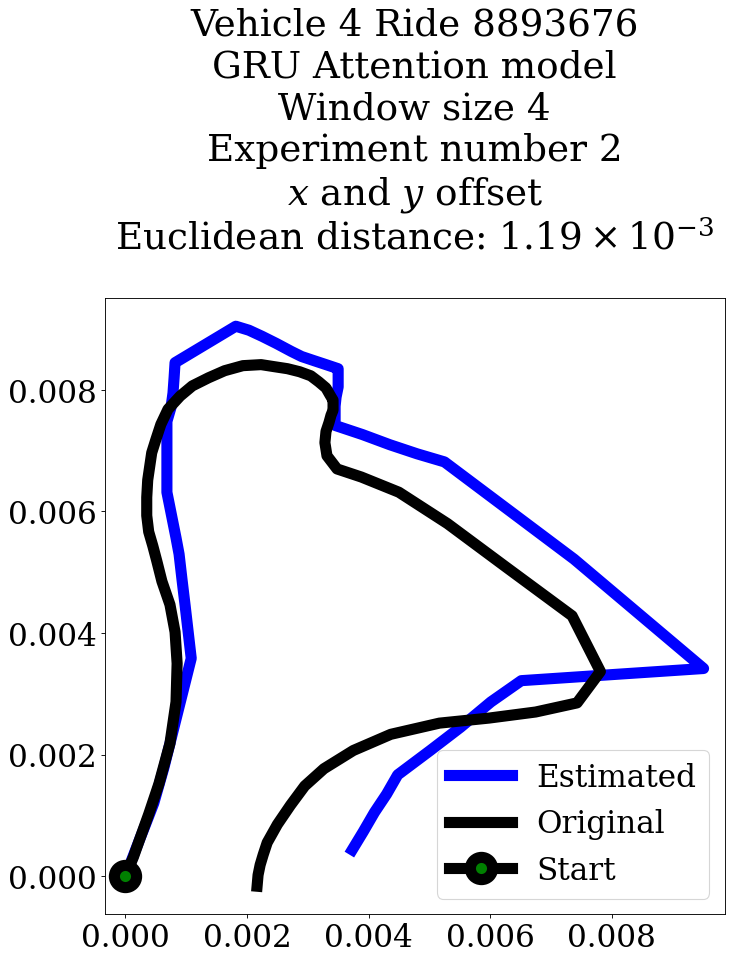 Vehicle 4 Ride 8893676
GRU Attention model
Window size 4
Experiment number 2
x and y offset
Euclidean distance: 1.19 × 10⁻³
0.008
0.006
0.004
0.002
0.000
Estimated
Original
Start
0.000 0.002 0.004 0.006 0.008